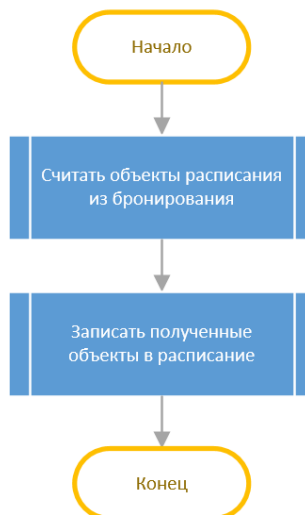 Начало
Считать объекты расписания
из бронирования
Записать полученные
объекты в расписание
Конец